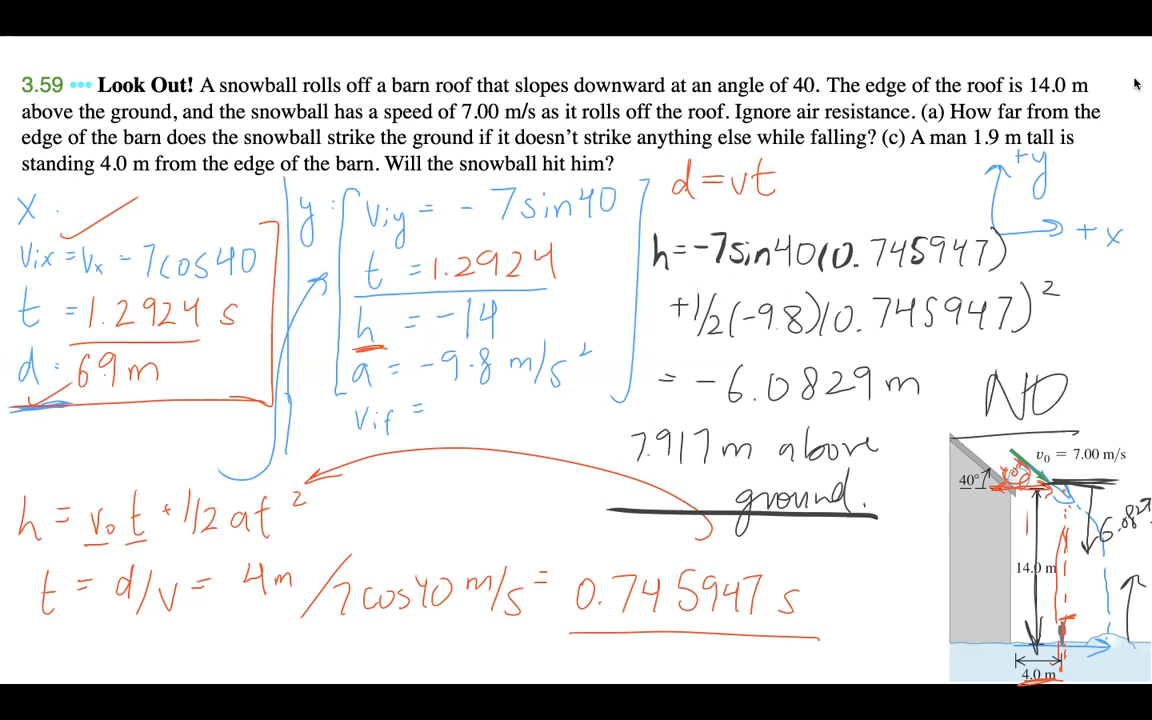 3.59 ••• Look Out! A snowball rolls off a barn roof that slopes downward at an angle of 40. The edge of the roof is 14.0 m
above the ground, and the snowball has a speed of 7.00 m/s as it rolls off the roof. Ignore air resistance. (a) How far from the
edge of the barn does the snowball strike the ground if it doesn't strike anything else while falling? (c) A man 1.9 m tall is
standing 4.0 m from the edge of the barn. Will the snowball hit him?
x :
Vix = Vx = 7cos40
t = 1.2924 s
d = 6.9 m
y :
Viy = - 7sin40
t = 1.2924
h = -14
a = -9.8 m/s²
Vif =
d = vt
+y
+x
h = -7sin40(0.745947)
+1/2(-9.8)(0.745947)²
= -6.0829 m
NO
7.917 m above
ground.
h = v₀t + 1/2 at²
t = d/v = 4m/7cos40 m/s = 0.745947 s
v₀ = 7.00 m/s
40°
14.0 m
4.0 m